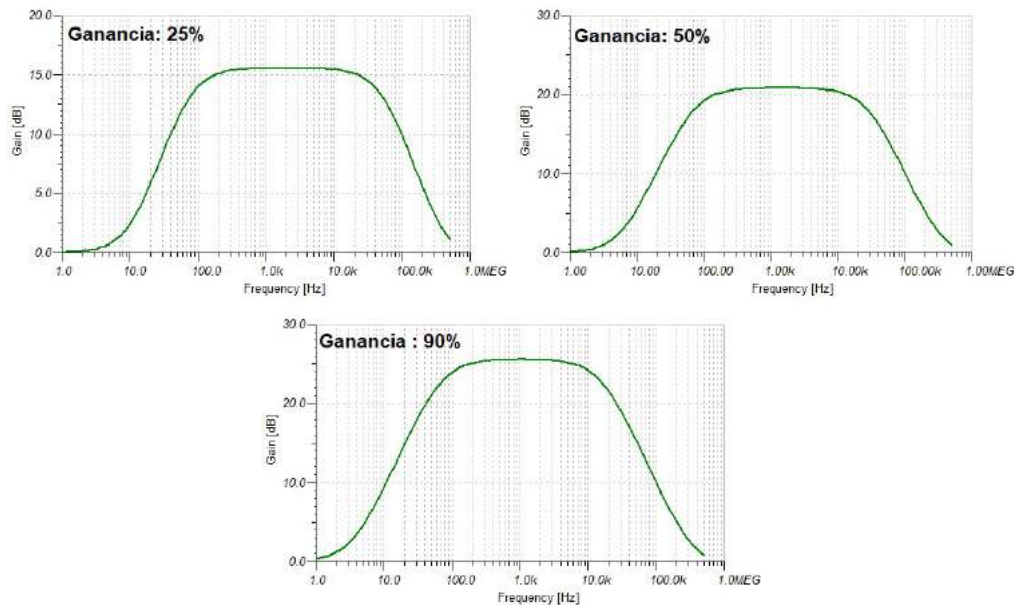 Ganancia: 25%
20.0
15.0
10.0
5.0
0.0
Gain [dB]
1.0 10.0 100.0 1.0k 10.0k 100.00k 1.0MEG
Frequency [Hz]
Ganancia: 50%
30.0
20.0
10.0
0.0
Gain [dB]
1.00 10.00 100.00 1.00k 10.00k 100.00k 1.00MEG
Frequency [Hz]
Ganancia : 90%
30.0
20.0
10.0
0.0
Gain [dB]
1.0 10.0 100.0 1.0k 10.0k 100.0k 1.0MEG
Frequency [Hz]